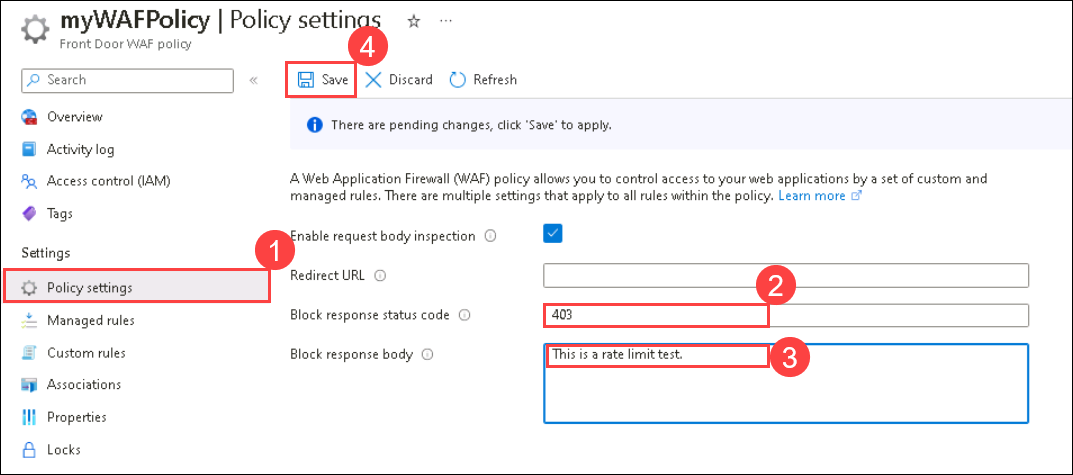 myWAFPolicy | Policy settings
Front Door WAF policy
4
Search
Save
Discard
Refresh
Overview
There are pending changes, click 'Save' to apply.
Activity log
Access control (IAM)
A Web Application Firewall (WAF) policy allows you to control access to your web applications by a set of custom and
managed rules. There are multiple settings that apply to all rules within the policy. Learn more
Tags
Enable request body inspection
Settings
1
Redirect URL
Policy settings
2
Managed rules
Block response status code
403
Custom rules
Block response body
This is a rate limit test.
3
Associations
Properties
Locks